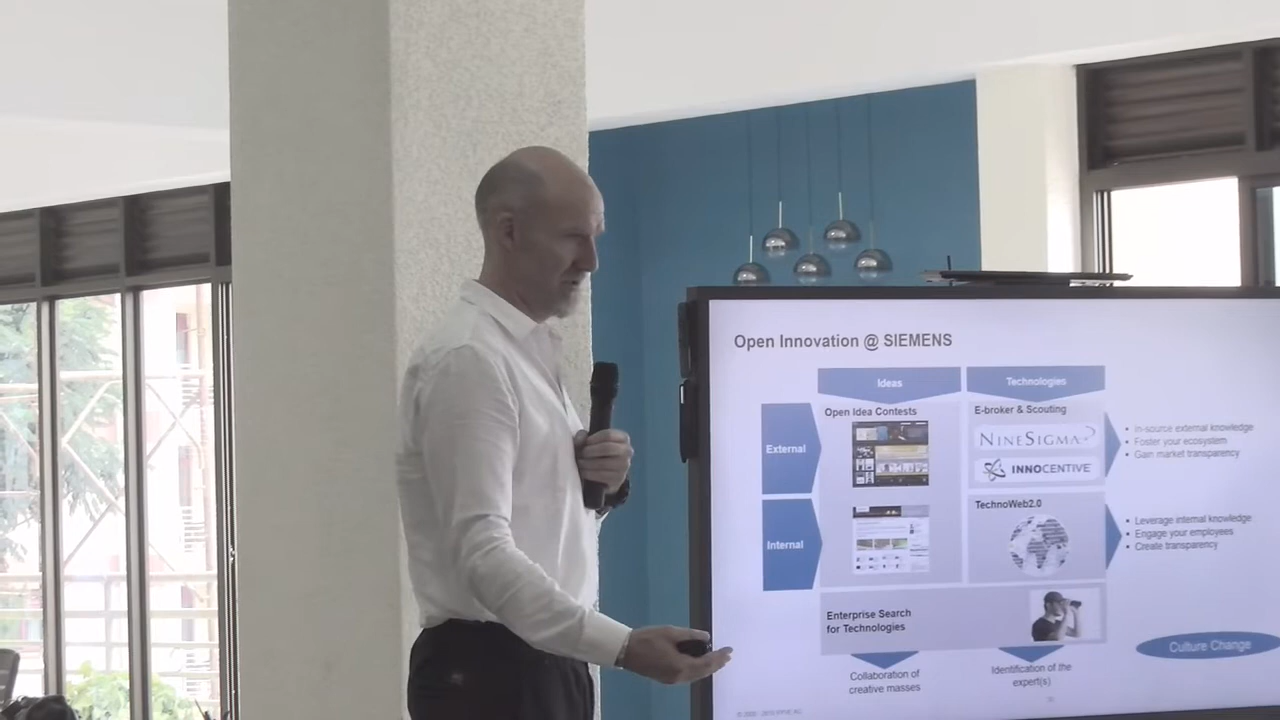 Open Innovation @ SIEMENS
Ideas
Technologies
External
Open Idea Contests
E-broker & Scouting
NINESIGMA
INNOCENTIVE
• In-source external knowledge
• Foster your ecosystem
• Gain market transparency
Internal
TechnoWeb2.0
• Leverage internal knowledge
• Engage your employees
• Create transparency
Enterprise Search
for Technologies
Culture Change
Collaboration of
creative masses
Identification of the
expert(s)